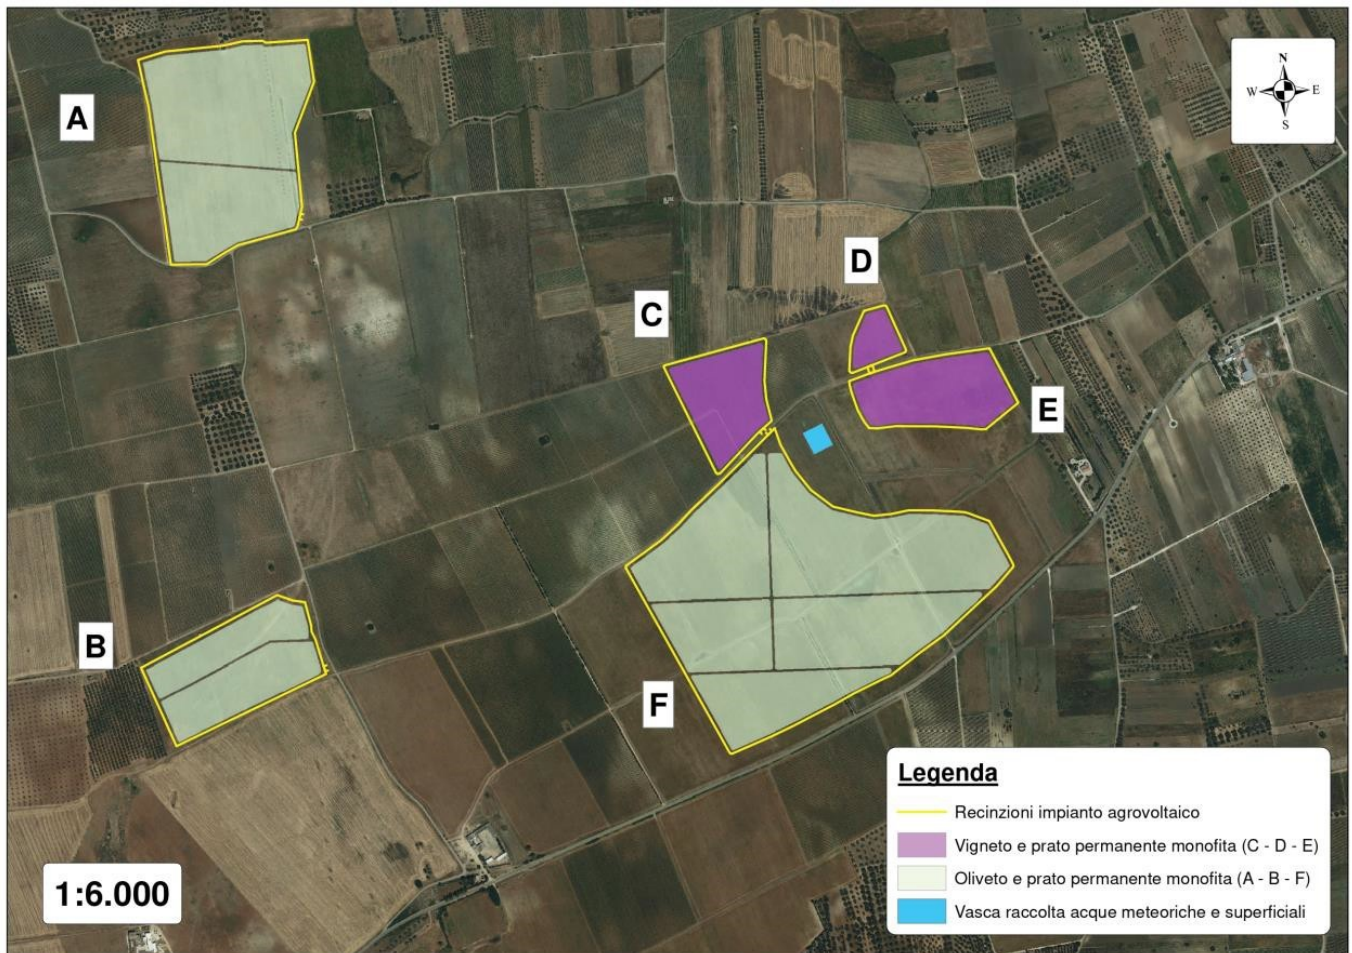 A
N
W
E
S
D
C
E
B
F
Legenda
Recinzioni impianto agrovoltaico
Vigneto e prato permanente monofita (C - D - E)
Oliveto e prato permanente monofita (A - B - F)
Vasca raccolta acque meteoriche e superficiali
1:6.000